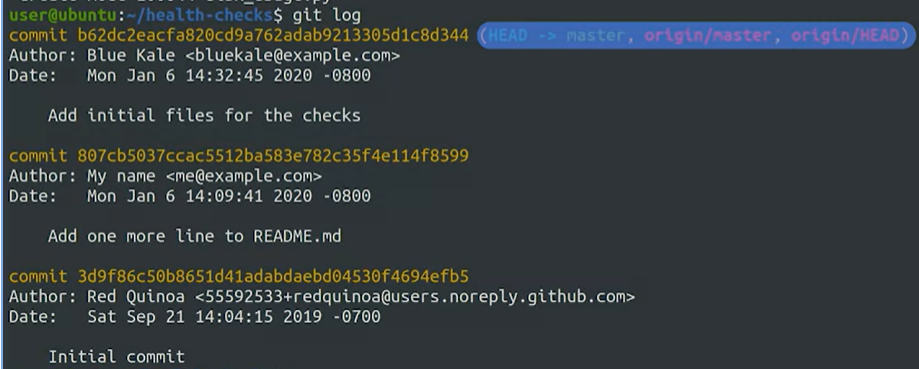 user@ubuntu:~/health-checks$ git log
commit b62dc2eacfa820cd9a762adab9213305d1c8d344 (HEAD -> master, origin/master, origin/HEAD)
Author: Blue Kale <bluekale@example.com>
Date:   Mon Jan 6 14:32:45 2020 -0800
Add initial files for the checks
commit 807cb5037ccac5512ba583e782c35f4e114f8599
Author: My name <me@example.com>
Date:   Mon Jan 6 14:09:41 2020 -0800
Add one more line to README.md
commit 3d9f86c50b8651d41adabdaebd04530f4694efb5
Author: Red Quinoa <55592533+redquinoa@users.noreply.github.com>
Date:   Sat Sep 21 14:04:15 2019 -0700
Initial commit